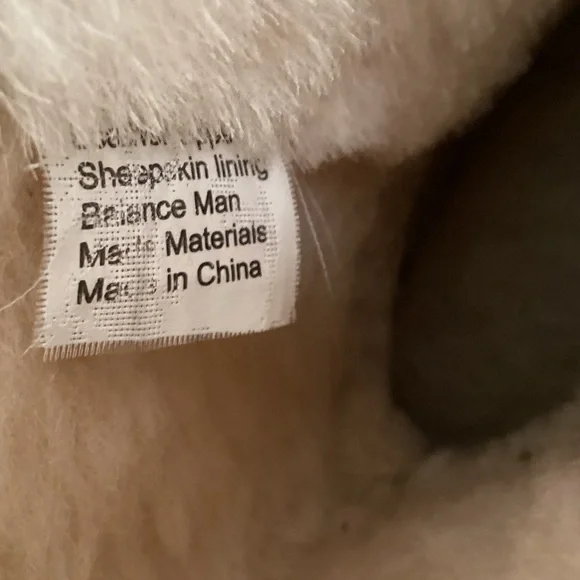 Sheepskin lining
Balance Man
Made Materials
Made in China